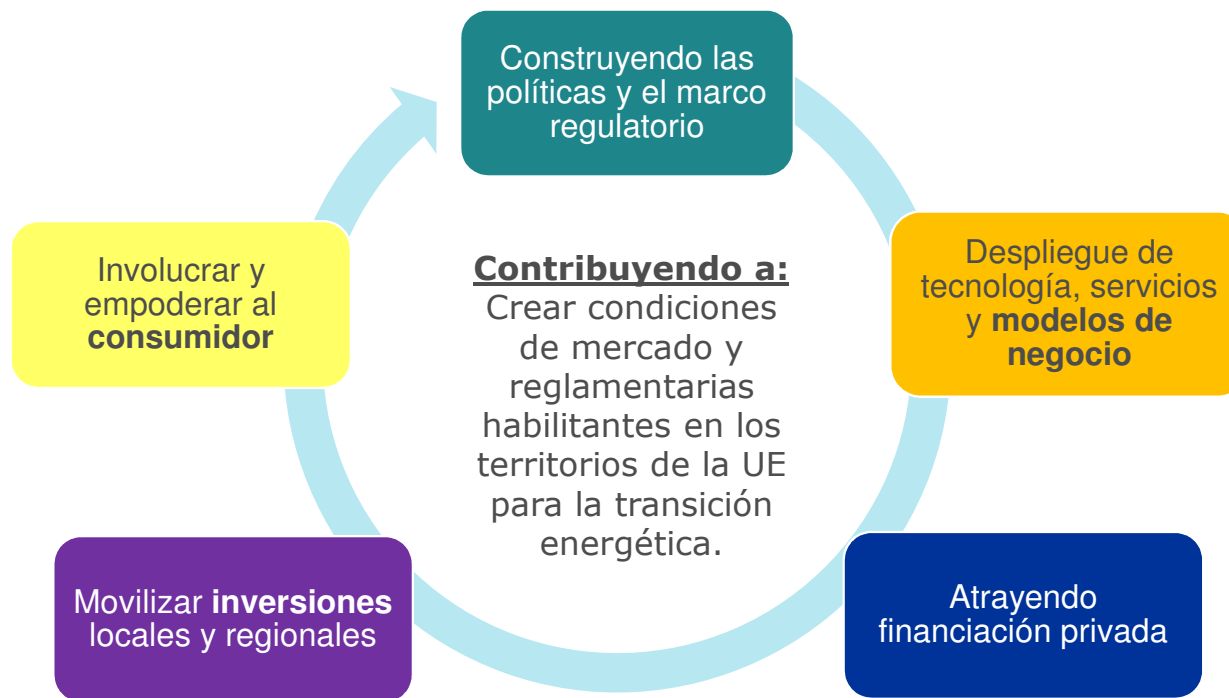 Construyendo las
políticas y el marco
regulatorio
Despliegue de
tecnología, servicios
y modelos de
negocio
Atrayendo
financiación privada
Movilizar inversiones
locales y regionales
Involucrar y
empoderar al
consumidor
Contribuyendo a:
Crear condiciones
de mercado y
reglamentarias
habilitantes en los
territorios de la UE
para la transición
energética.